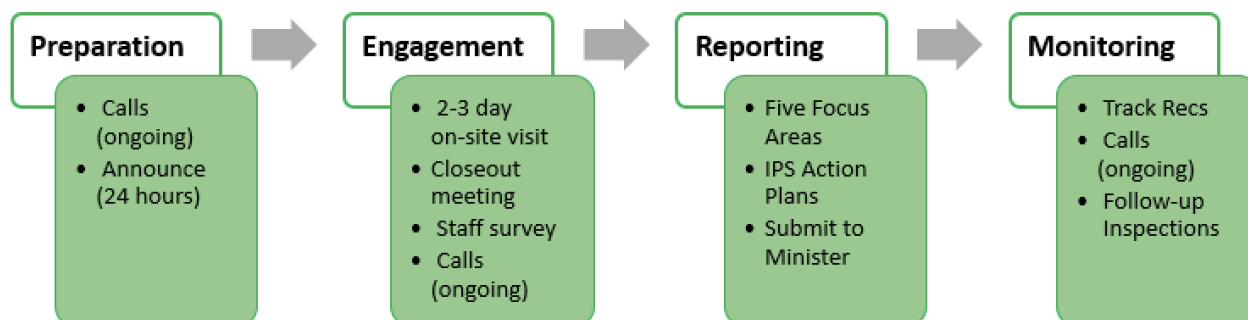 Preparation
• Calls
(ongoing)
• Announce
(24 hours)
Engagement
• 2-3 day
on-site visit
• Closeout
meeting
• Staff survey
• Calls
(ongoing)
Reporting
• Five Focus
Areas
• IPS Action
Plans
• Submit to
Minister
Monitoring
• Track Recs
• Calls
(ongoing)
• Follow-up
Inspections